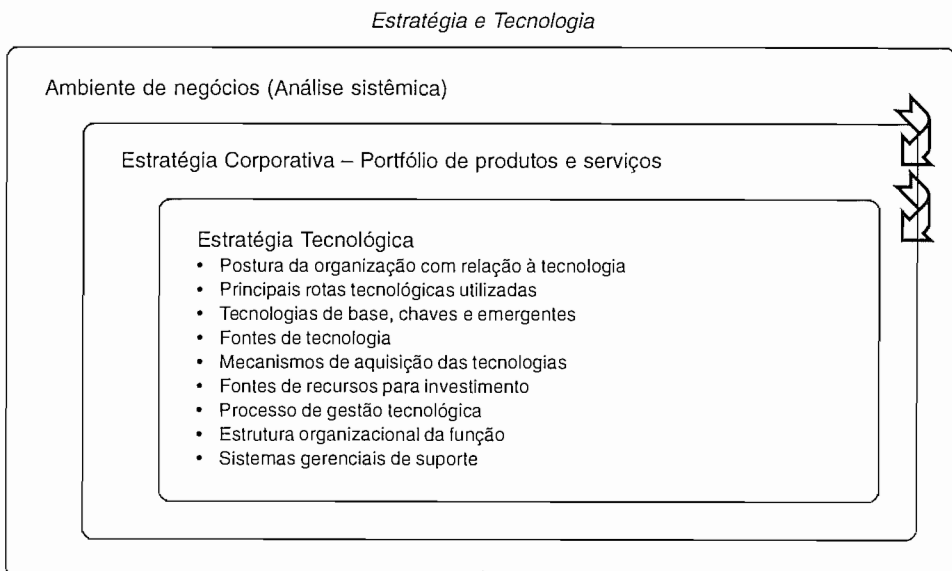 Estratégia e Tecnologia
Ambiente de negócios (Análise sistêmica)
Estratégia Corporativa – Portfólio de produtos e serviços
Estratégia Tecnológica
• Postura da organização com relação à tecnologia
• Principais rotas tecnológicas utilizadas
• Tecnologias de base, chaves e emergentes
• Fontes de tecnologia
• Mecanismos de aquisição das tecnologias
• Fontes de recursos para investimento
• Processo de gestão tecnológica
• Estrutura organizacional da função
• Sistemas gerenciais de suporte